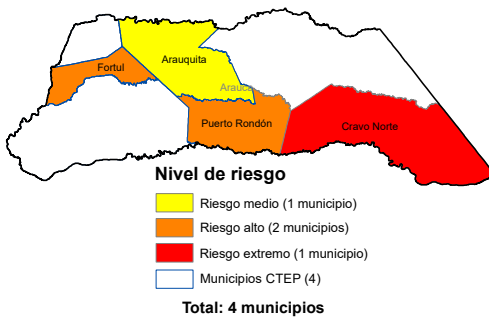 Arauquita
Fortul
Arauca
Puerto Rondón
Cravo Norte
Nivel de riesgo
Riesgo medio (1 municipio)
Riesgo alto (2 municipios)
Riesgo extremo (1 municipio)
Municipios CTEP (4)
Total: 4 municipios